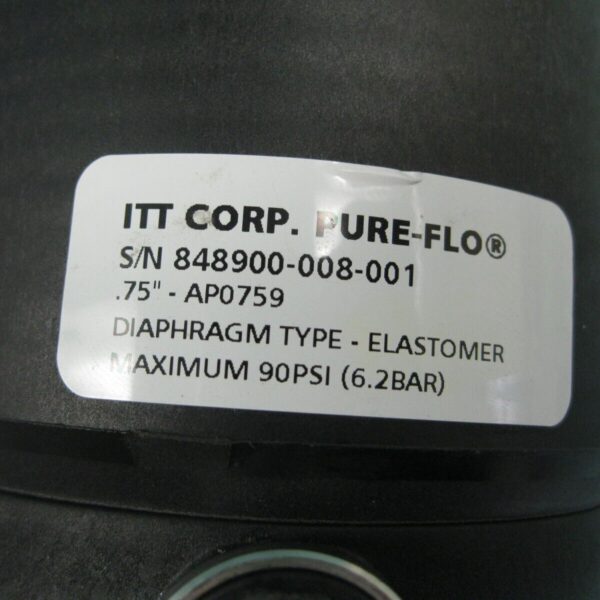 ITT CORP. PURE-FLO®
S/N 848900-008-001
.75" - AP0759
DIAPHRAGM TYPE - ELASTOMER
MAXIMUM 90PSI (6.2BAR)